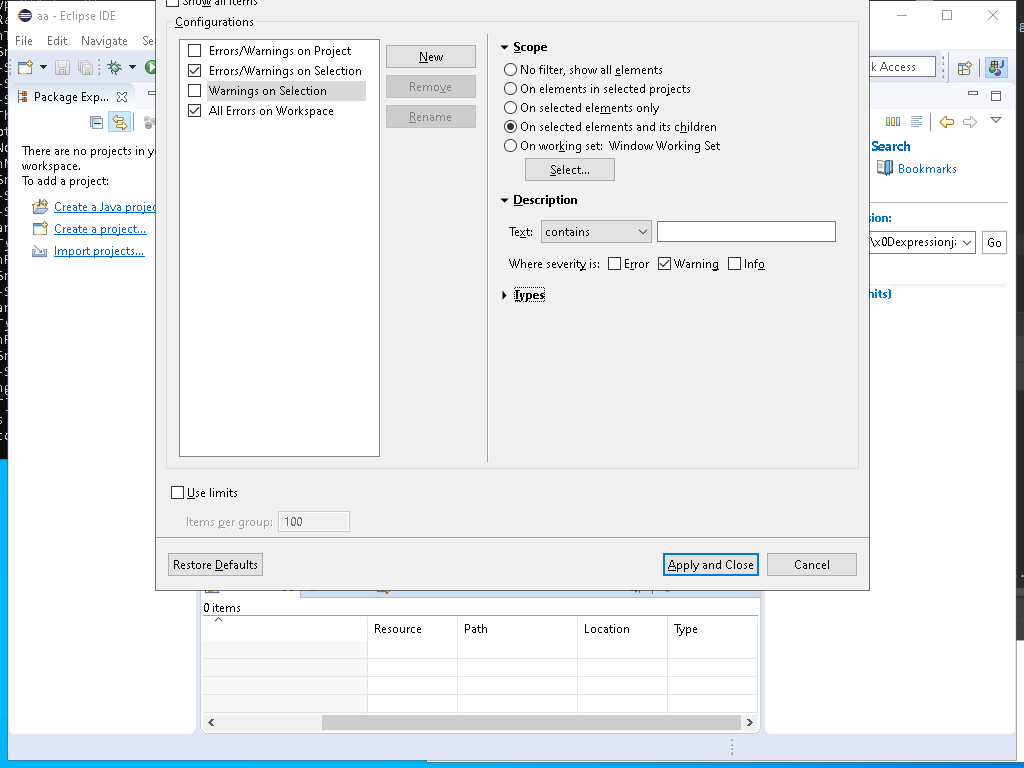 Show all items
aa - Eclipse IDE
Configurations
File Edit Navigate Se
Errors/Warnings on Project
Errors/Warnings on Selection
Warnings on Selection
All Errors on Workspace
New
Remove
Rename
Scope
No filter, show all elements
On elements in selected projects
On selected elements only
On selected elements and its children
On working set: Window Working Set
Select...
Description
Text: contains
Where severity is: Error Warning Info
Types
k Access
Package Exp...
There are no projects in y
workspace.
To add a project:
Create a Java projec
Create a project...
Import projects...
Search
Bookmarks
sion:
\x0Dexpressionj
Go
hits)
Use limits
Items per group: 100
Restore Defaults
Apply and Close
Cancel
0 items
Resource Path Location Type